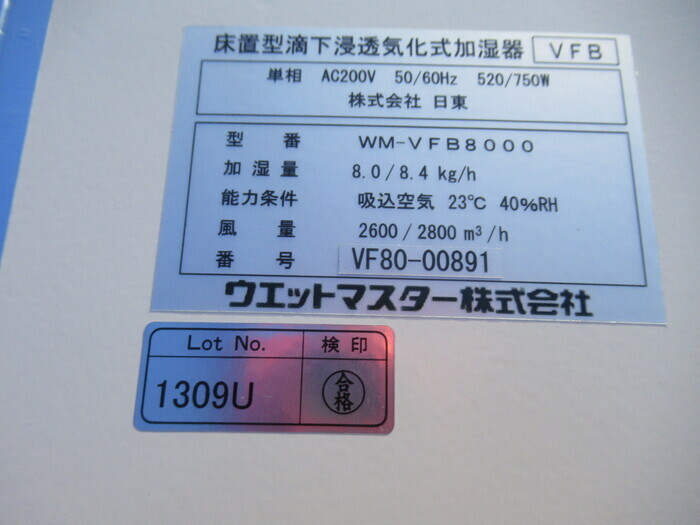 床置型滴下浸透気化式加湿器 VFB
単相 AC200V 50/60Hz 520/750W
株式会社 日東
型番 WM-VFB8000
加湿量 8.0/8.4 kg/h
能力条件 吸込空気 23℃ 40%RH
風量 2600/2800 m³/h
番号 VF80-00891
ウエットマスター株式会社
Lot No. 検印
1309U 合格